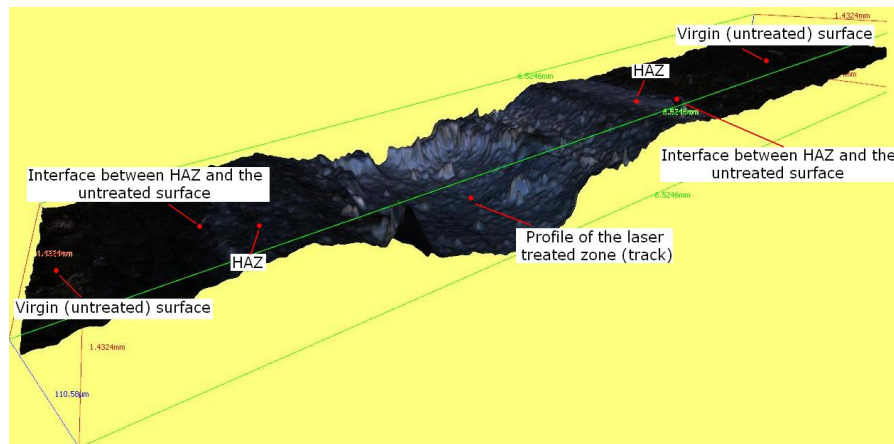 1.4324mm
Virgin (untreated) surface
HAZ
6.5246mm
6.5246mm
Interface between HAZ and the
untreated surface
Interface between HAZ and the
untreated surface
6.5246mm
Profile of the laser
treated zone (track)
HAZ
1.4324mm
Virgin (untreated) surface
1.4324mm
110.58µm